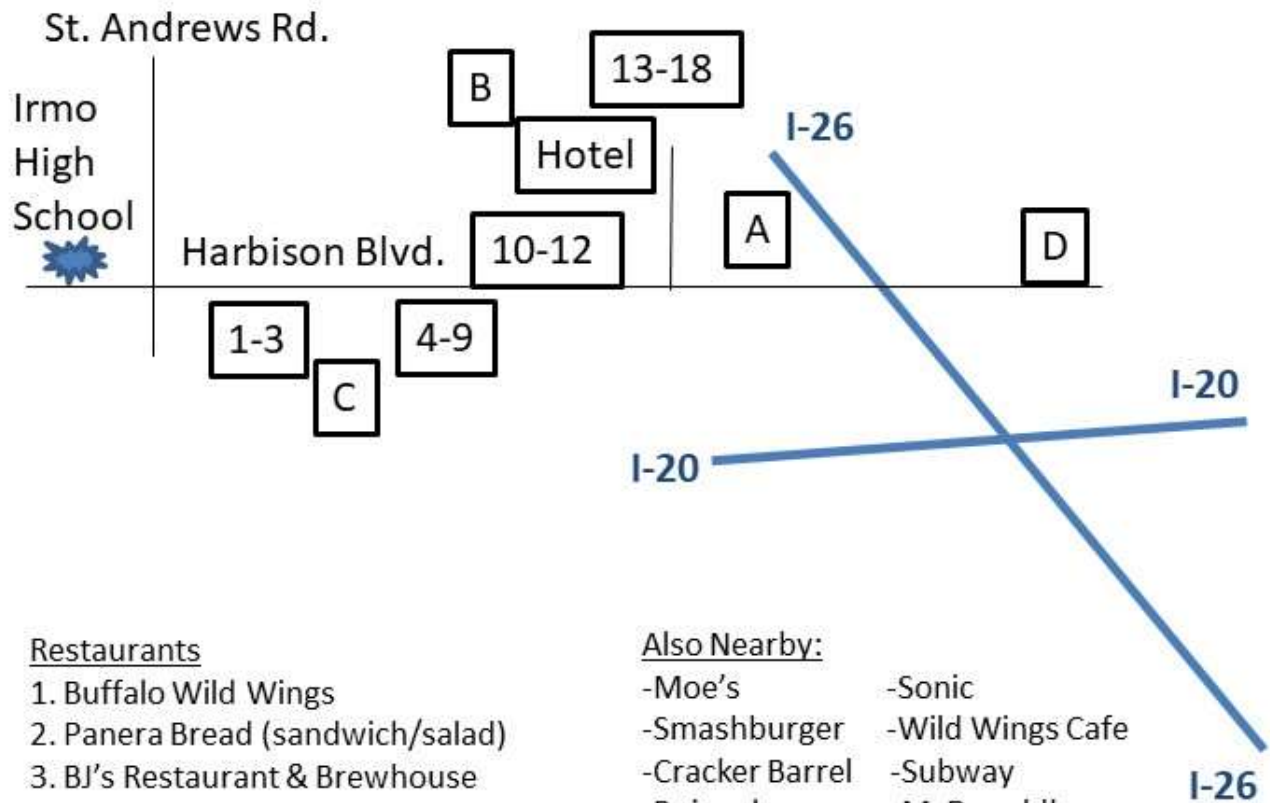 St. Andrews Rd.
Irmo
High
School
B
13-18
Hotel
I-26
Harbison Blvd.
10-12
A
D
1-3
4-9
C
I-20
I-20
Restaurants
1. Buffalo Wild Wings
2. Panera Bread (sandwich/salad)
3. BJ's Restaurant & Brewhouse
Also Nearby:
-Moe's
-Sonic
-Smashburger
-Wild Wings Cafe
-Cracker Barrel
-Subway
I-26